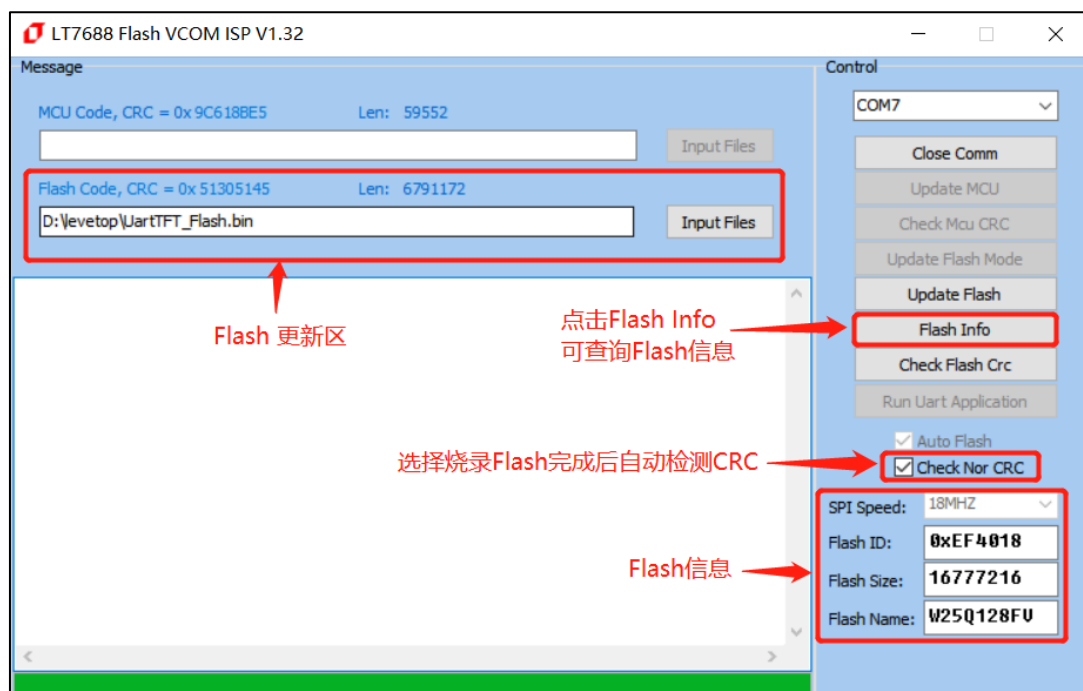 LT7688 Flash VCOM ISP V1.32
Message
MCU Code, CRC = 0x 9C618BE5 Len: 59552
Input Files
Flash Code, CRC = 0x 51305145 Len: 6791172
D:\levetop\UartTFT_Flash.bin
Input Files
Flash 更新区
点击Flash Info
可查询Flash信息
选择烧录Flash完成后自动检测CRC
Flash信息
Control
COM7
Close Comm
Update MCU
Check Mcu CRC
Update Flash Mode
Update Flash
Flash Info
Check Flash Crc
Run Uart Application
Auto Flash
Check Nor CRC
SPI Speed: 18MHZ
Flash ID: 0xEF4018
Flash Size: 16777216
Flash Name: W25Q128FV